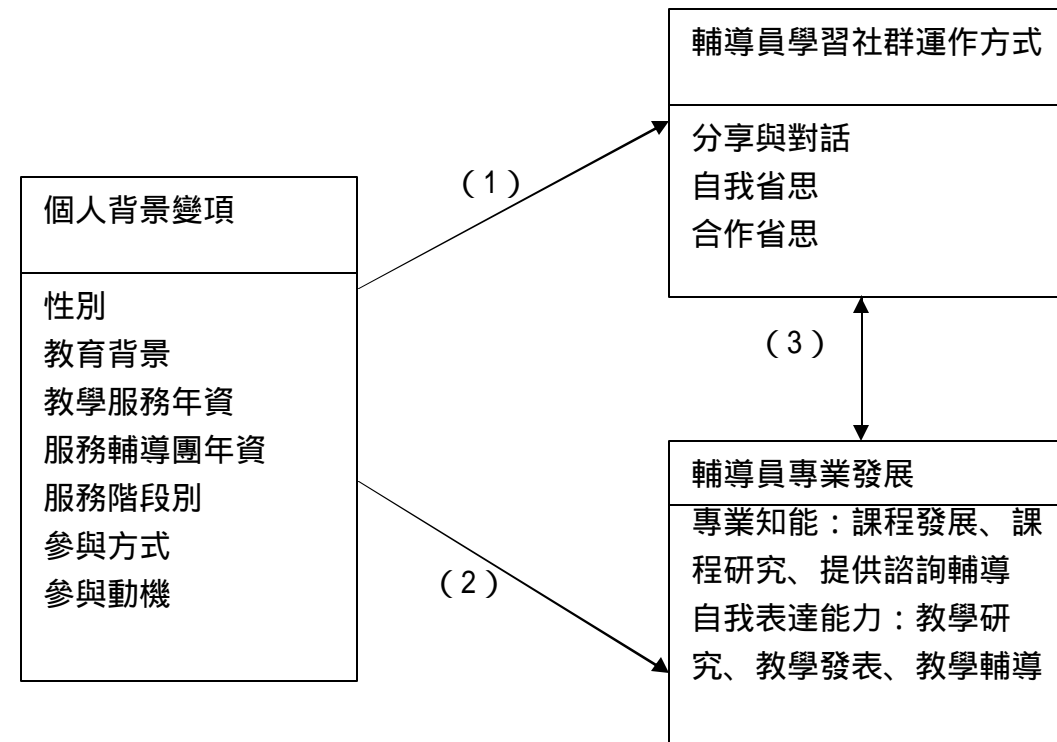 個人背景變項
性別
教育背景
教學服務年資
服務輔導團年資
服務階段別
參與方式
參與動機
（1）
（2）
輔導員學習社群運作方式
分享與對話
自我省思
合作省思
（3）
輔導員專業發展
專業知能：課程發展、課
程研究、提供諮詢輔導
自我表達能力：教學研
究、教學發表、教學輔導